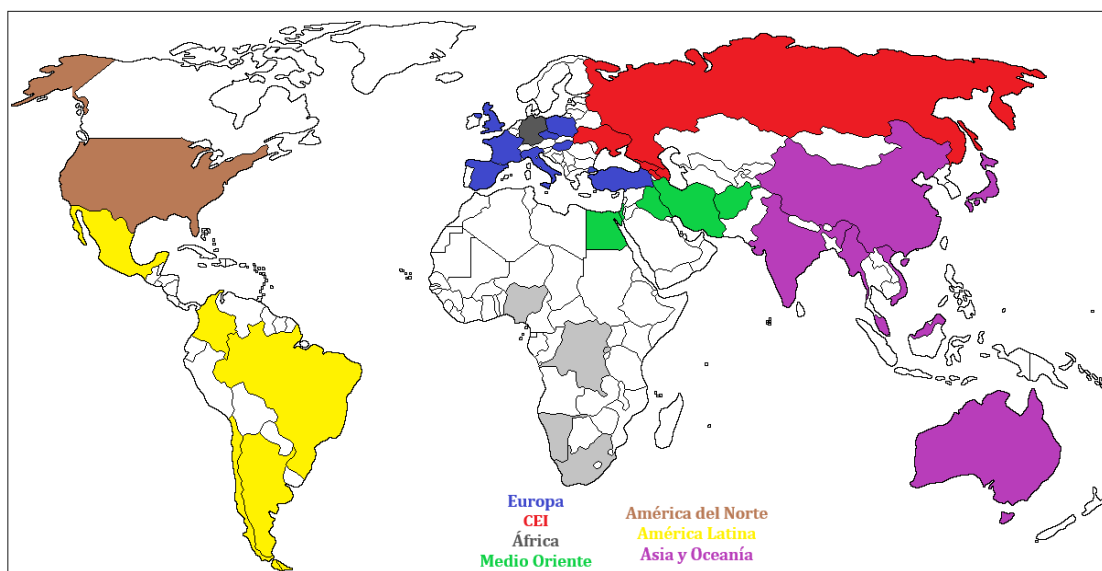 Europa
CEI
África
Medio Oriente
América del Norte
América Latina
Asia y Oceanía